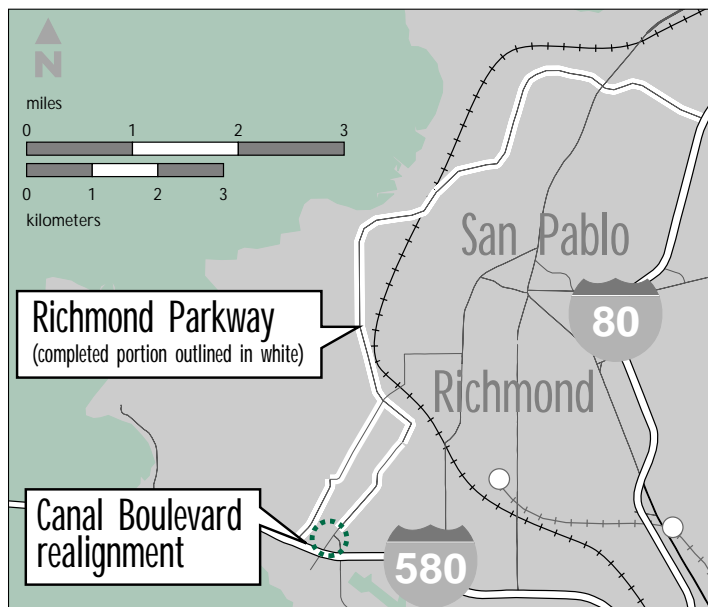 N
miles
0 1 2 3
0 1 2 3
kilometers
San Pablo
80
Richmond Parkway
(completed portion outlined in white)
Richmond
Canal Boulevard
realignment
580